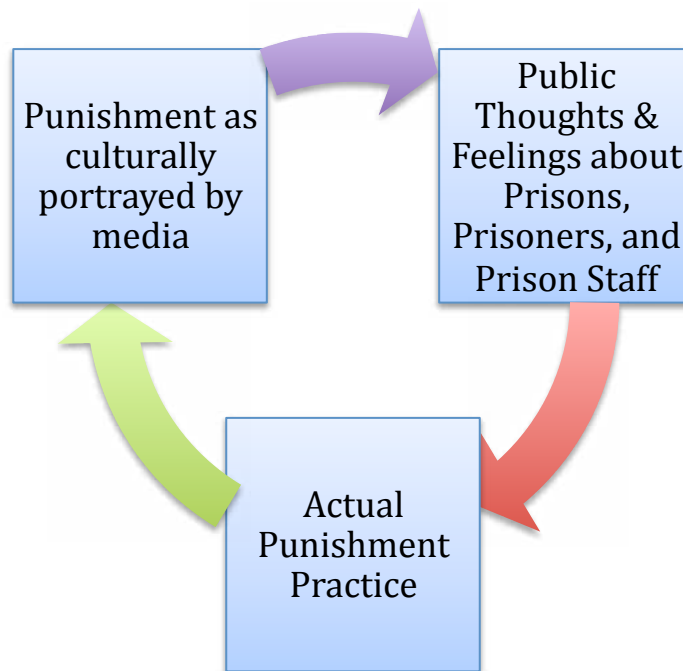 Punishment as
culturally
portrayed by
media
Public
Thoughts &
Feelings about
Prisons,
Prisoners, and
Prison Staff
Actual
Punishment
Practice